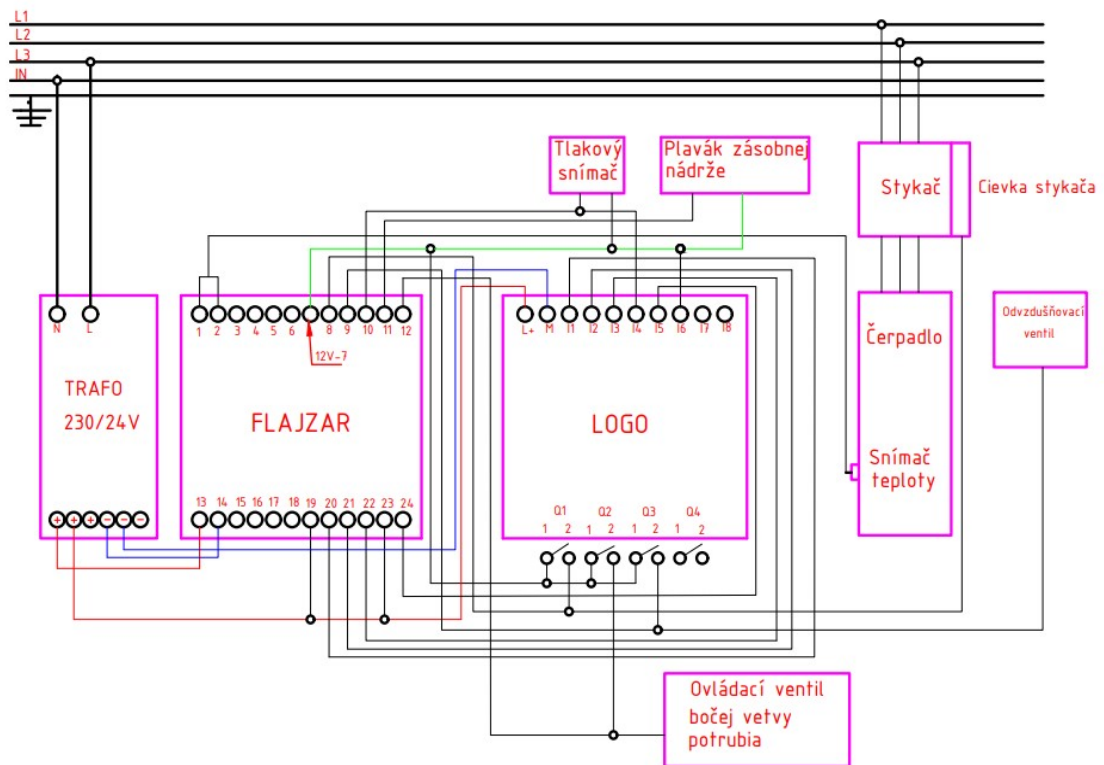 L1
L2
L3
IN
Tlakový
snímač
Plavák zásobnej
nádrže
Stykač
Cievka stykača
N L
1 2 3 4 5 6 8 9 10 11 12
12V-7
L+ M I1 I2 I3 I4 I5 I6 I7 I8
Odvzdušňovací
ventil
Čerpadlo
TRAFO
230/24V
FLAJZAR
LOGO
Snímač
teploty
13 14 15 16 17 18 19 20 21 22 23 24
+ + + - - -
Q1 Q2 Q3 Q4
1 2 1 2 1 2 1 2
Ovládací ventil
bočej vetvy
potrubia